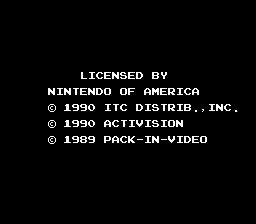 LICENSED BY
NINTENDO OF AMERICA
© 1990 ITC DISTRIB.,INC.
© 1990 ACTIVISION
© 1989 PACK-IN-VIDEO